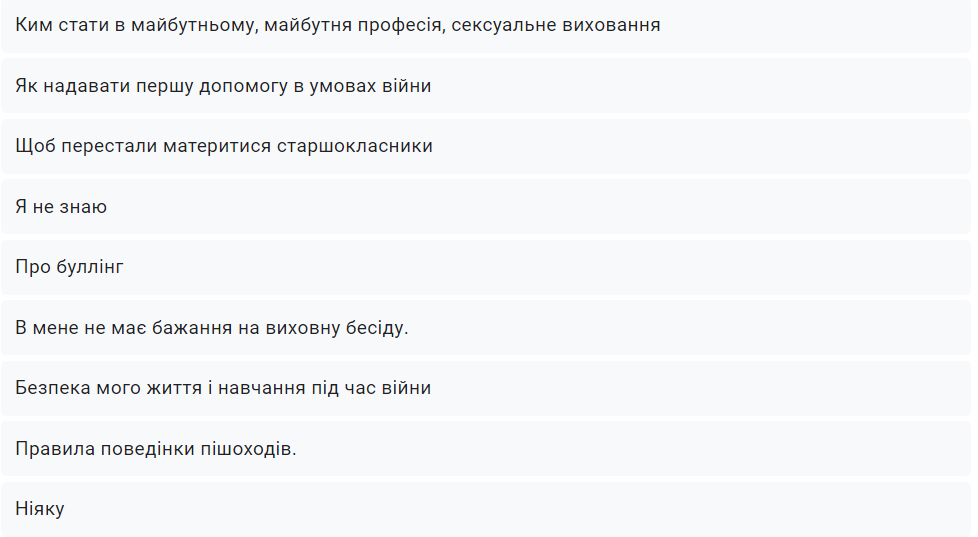 Ким стати в майбутньому, майбутня професія, сексуальне виховання
Як надавати першу допомогу в умовах війни
Щоб перестали материтися старшокласники
Я не знаю
Про буллінг
В мене не має бажання на виховну бесіду.
Безпека мого життя і навчання під час війни
Правила поведінки пішоходів.
Ніяку